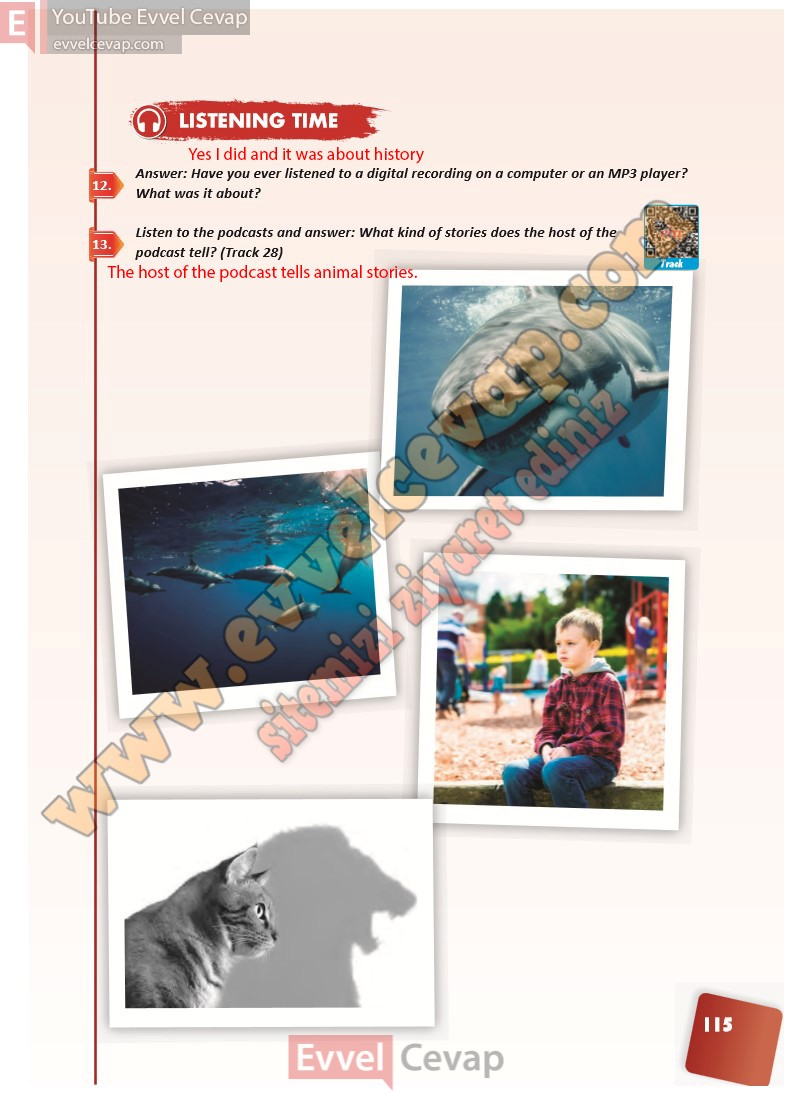 E YouTube Evvel Cevap
evvelcevap.com
LISTENING TIME
Yes I did and it was about history
12. Answer: Have you ever listened to a digital recording on a computer or an MP3 player?
What was it about?
13. Listen to the podcasts and answer: What kind of stories does the host of the
podcast tell? (Track 28)
Track
The host of the podcast tells animal stories.
www.evvelcevap.com
sitemizi ziyaret ediniz
115
Evvel Cevap